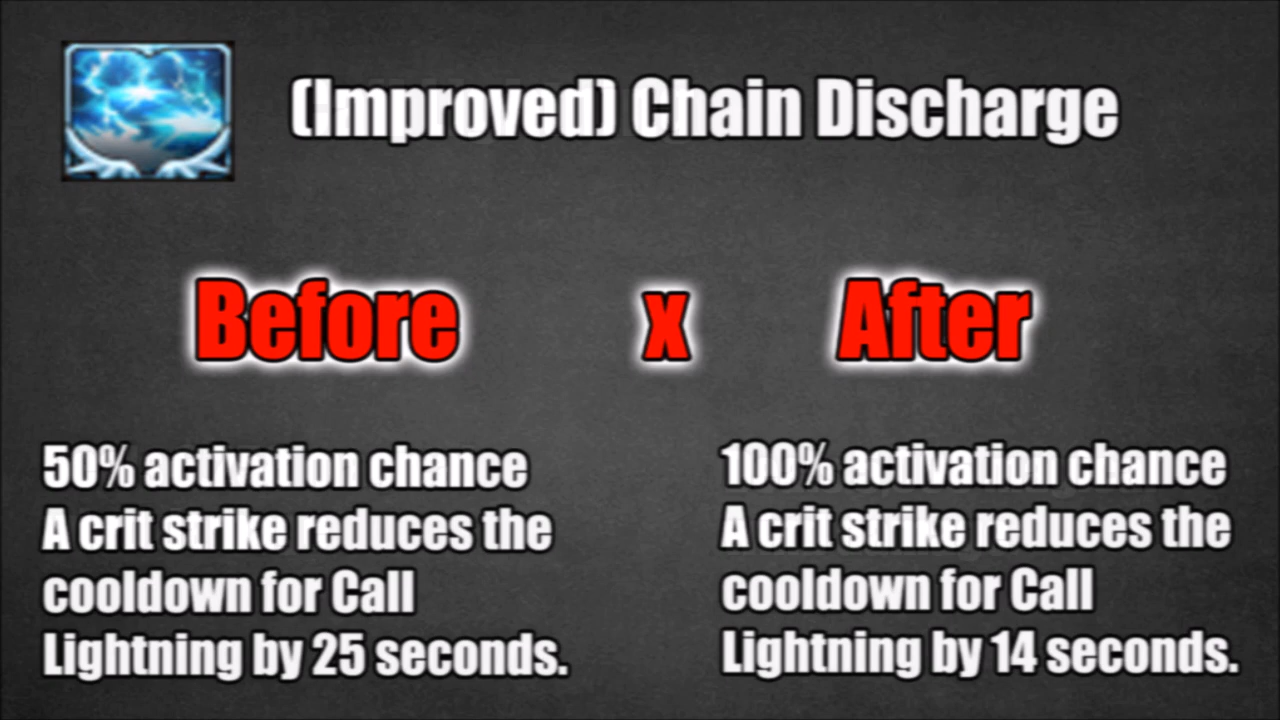 (Improved) Chain Discharge
Before x After
50% activation chance
A crit strike reduces the
cooldown for Call
Lightning by 25 seconds.
100% activation chance
A crit strike reduces the
cooldown for Call
Lightning by 14 seconds.